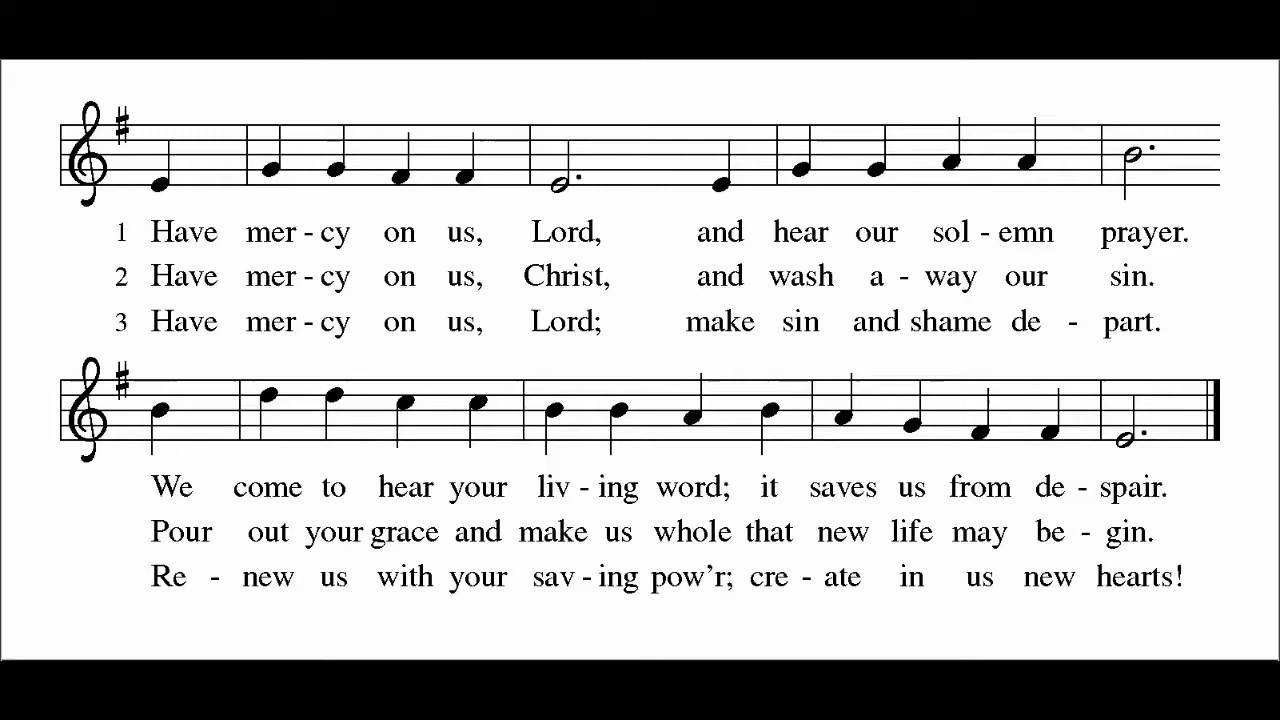 1 Have mer - cy on us, Lord, and hear our sol - emn prayer.
2 Have mer - cy on us, Christ, and wash a - way our sin.
3 Have mer - cy on us, Lord; make sin and shame de - part.
We come to hear your liv - ing word; it saves us from de - spair.
Pour out your grace and make us whole that new life may be - gin.
Re - new us with your sav - ing pow'r; cre - ate in us new hearts!